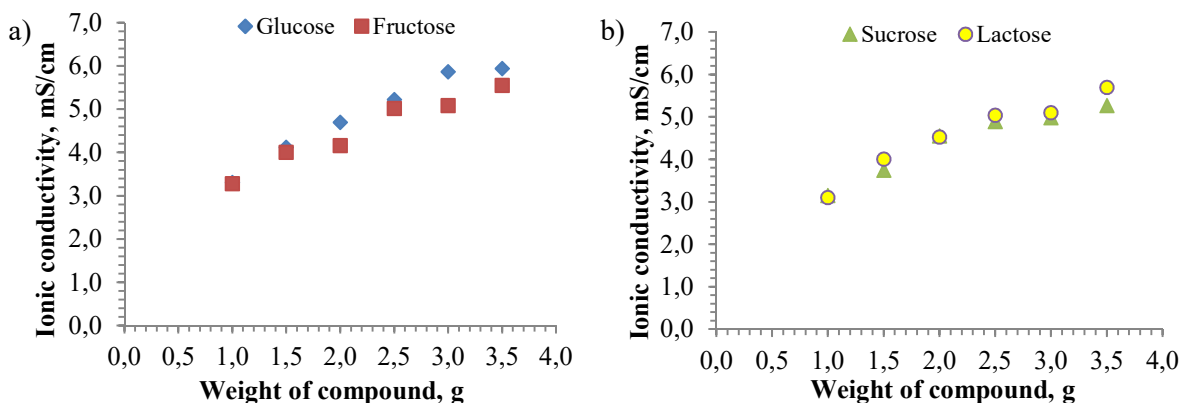 a)
Glucose Fructose
Ionic conductivity, mS/cm
7,0
6,0
5,0
4,0
3,0
2,0
1,0
0,0
0,0 0,5 1,0 1,5 2,0 2,5 3,0 3,5 4,0
Weight of compound, g
b)
Sucrose Lactose
Ionic conductivity, mS/cm
7,0
6,0
5,0
4,0
3,0
2,0
1,0
0,0
0,0 0,5 1,0 1,5 2,0 2,5 3,0 3,5 4,0
Weight of compound, g